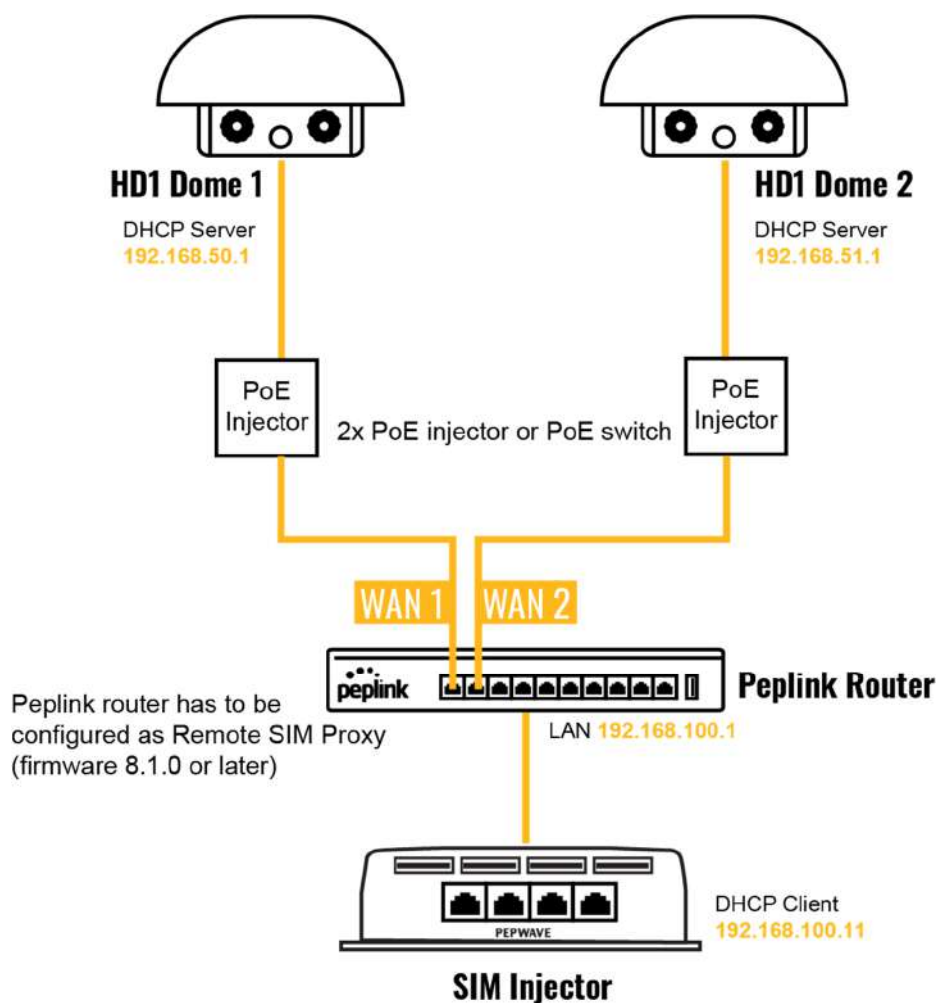 HD1 Dome 1
DHCP Server
192.168.50.1
HD1 Dome 2
DHCP Server
192.168.51.1
PoE
Injector
2x PoE injector or PoE switch
PoE
Injector
WAN 1
WAN 2
peplink
Peplink Router
Peplink router has to be
configured as Remote SIM Proxy
(firmware 8.1.0 or later)
LAN 192.168.100.1
PEPWAVE
DHCP Client
192.168.100.11
SIM Injector